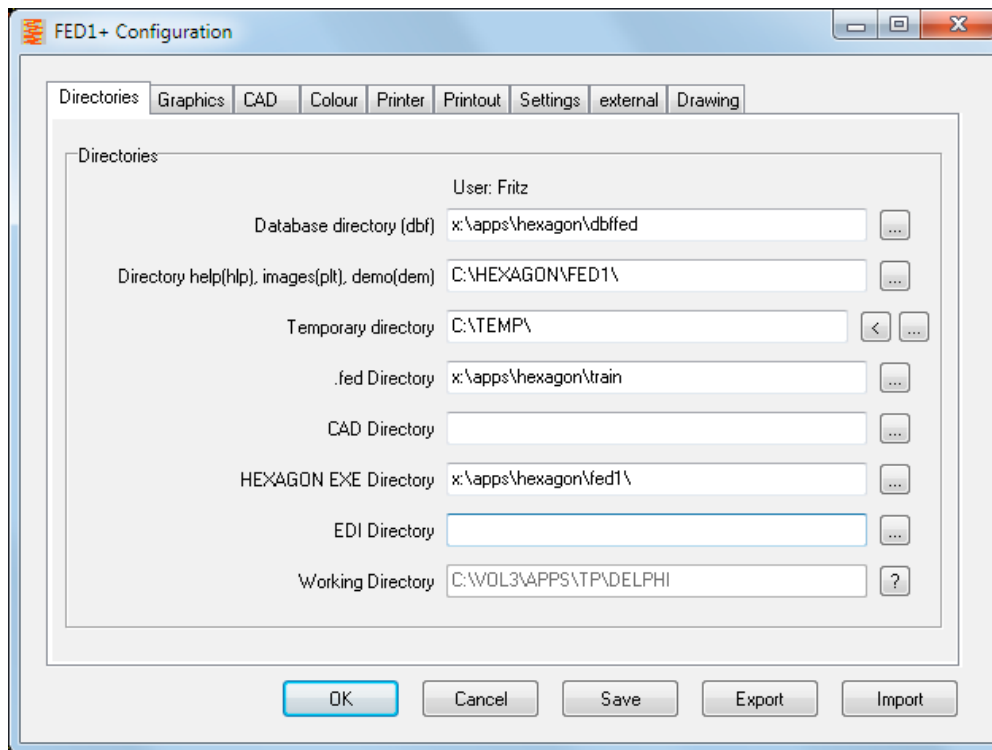 FED1+ Configuration
Directories Graphics CAD Colour Printer Printout Settings external Drawing
Directories
User: Fritz
Database directory (dbf) x:\apps\hexagon\dbffed ...
Directory help(hlp), images(plt), demo(dem) C:\HEXAGON\FED1\ ...
Temporary directory C:\TEMP\ < ...
.fed Directory x:\apps\hexagon\train ...
CAD Directory ...
HEXAGON EXE Directory x:\apps\hexagon\fed1\ ...
EDI Directory ...
Working Directory C:\VOL3\APPS\TP\DELPHI ?
OK Cancel Save Export Import